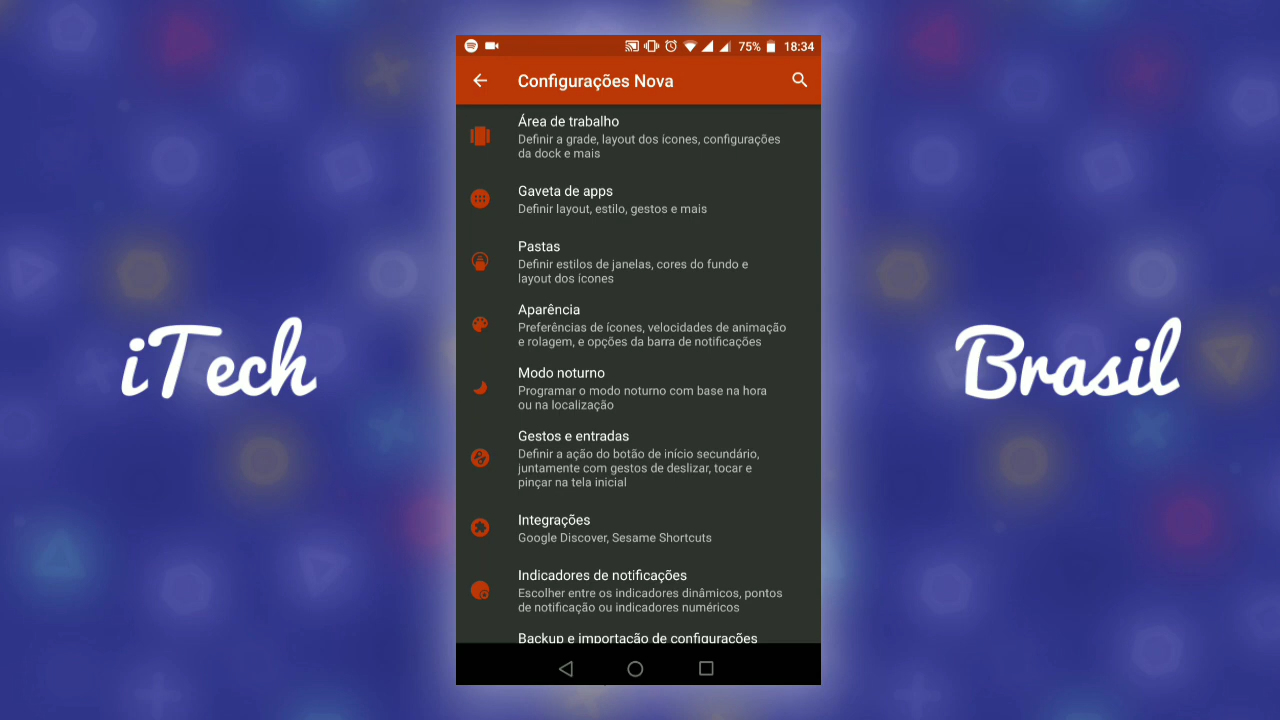 75% 18:34
Configurações Nova
Área de trabalho
Definir a grade, layout dos ícones, configurações
da dock e mais
Gaveta de apps
Definir layout, estilo, gestos e mais
Pastas
Definir estilos de janelas, cores do fundo e
layout dos ícones
Aparência
Preferências de ícones, velocidades de animação
e rolagem, e opções da barra de notificações
Modo noturno
Programar o modo noturno com base na hora
ou na localização
Gestos e entradas
Definir a ação do botão de início secundário,
juntamente com gestos de deslizar, tocar e
pinçar na tela inicial
Integrações
Google Discover, Sesame Shortcuts
Indicadores de notificações
Escolher entre os indicadores dinâmicos, pontos
de notificação ou indicadores numéricos
Backup e importação de configurações
iTech
Brasil